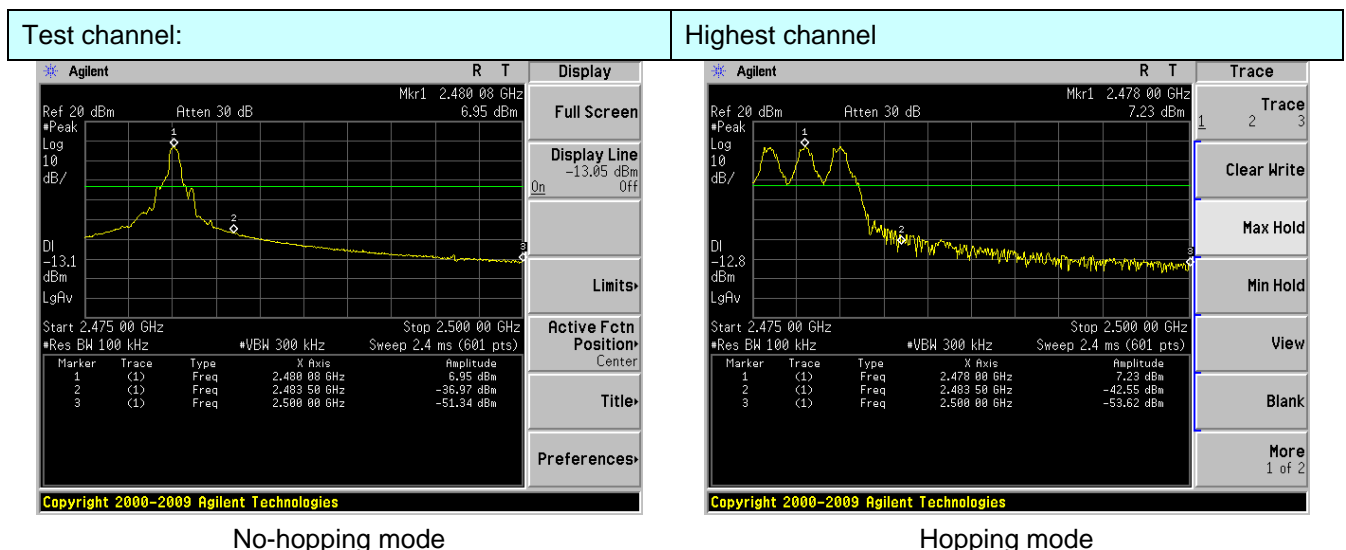 Test channel: Highest channel
Agilent R T Display
Mkr1 2.480 08 GHz
Ref 20 dBm Atten 30 dB 6.95 dBm
#Peak
Log
10
dB/
1
2
3
DI
-13.1
dBm
LgAv
Start 2.475 00 GHz Stop 2.500 00 GHz
#Res BW 100 kHz #VBW 300 kHz Sweep 2.4 ms (601 pts)
Marker Trace Type X Axis Amplitude
1 (1) Freq 2.480 08 GHz 6.95 dBm
2 (1) Freq 2.483 50 GHz -36.97 dBm
3 (1) Freq 2.500 00 GHz -51.34 dBm
Full Screen
Display Line
-13.05 dBm
On Off
Limits
Active Fctn
Position
Center
Title
Preferences
Copyright 2000-2009 Agilent Technologies
No-hopping mode
Agilent R T Trace
Mkr1 2.478 00 GHz
Ref 20 dBm Atten 30 dB 7.23 dBm
#Peak
Log
10
dB/
1
2
3
DI
-12.8
dBm
LgAv
Start 2.475 00 GHz Stop 2.500 00 GHz
#Res BW 100 kHz #VBW 300 kHz Sweep 2.4 ms (601 pts)
Marker Trace Type X Axis Amplitude
1 (1) Freq 2.478 00 GHz 7.23 dBm
2 (1) Freq 2.483 50 GHz -42.55 dBm
3 (1) Freq 2.500 00 GHz -53.62 dBm
Trace
1 2 3
Clear Write
Max Hold
Min Hold
View
Blank
More
1 of 2
Copyright 2000-2009 Agilent Technologies
Hopping mode